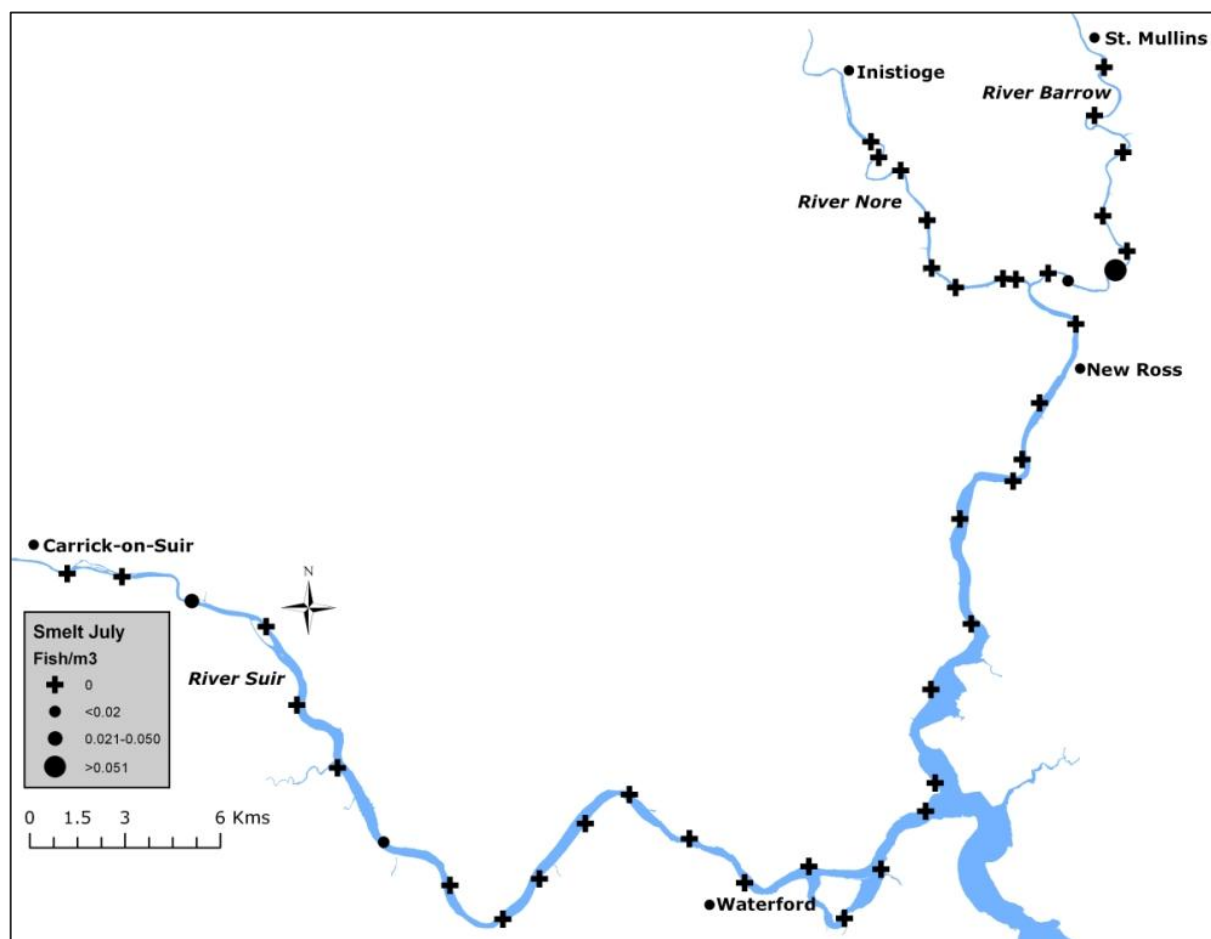 St. Mullins
Inistioge
River Barrow
River Nore
New Ross
Carrick-on-Suir
N
Smelt July
Fish/m3
0
<0.02
0.021-0.050
>0.051
River Suir
0 1.5 3 6 Kms
Waterford